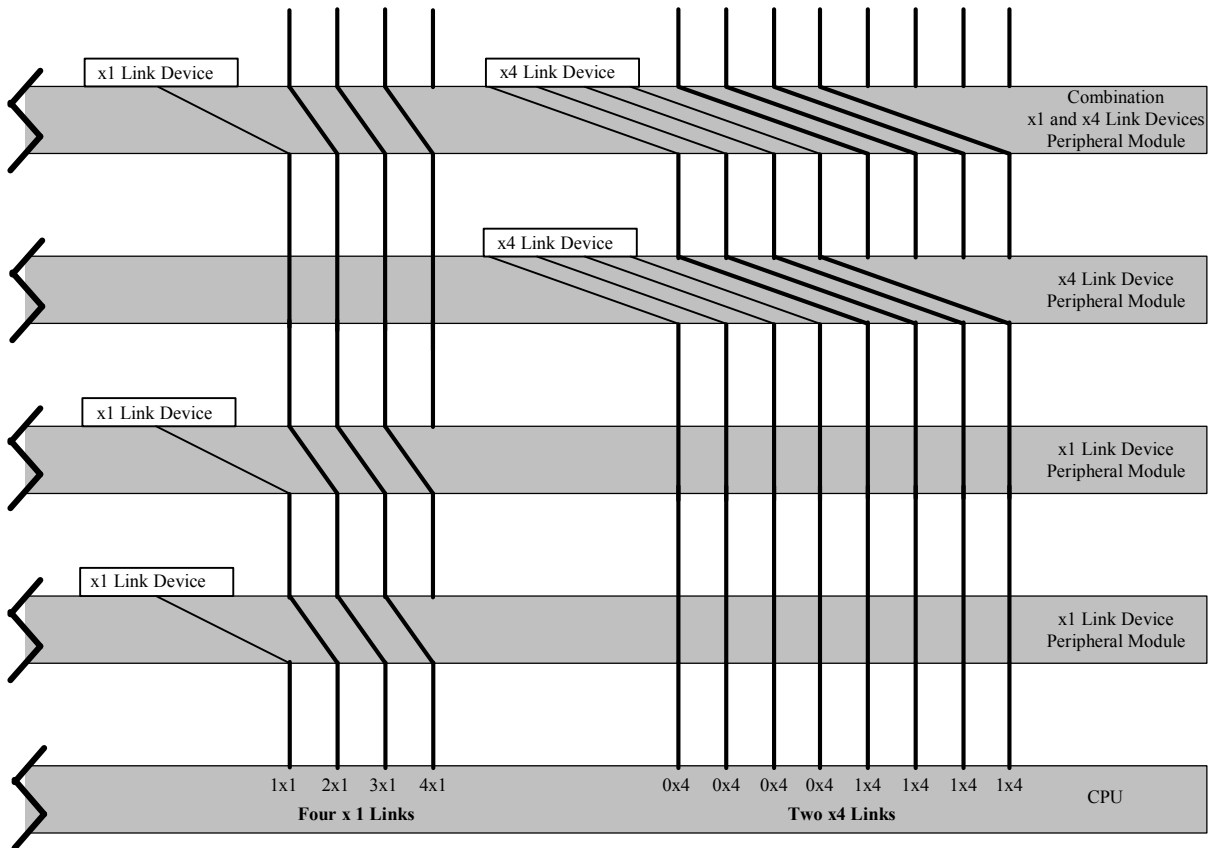 x1 Link Device
x4 Link Device
Combination
x1 and x4 Link Devices
Peripheral Module
x4 Link Device
x4 Link Device
Peripheral Module
x1 Link Device
x1 Link Device
Peripheral Module
x1 Link Device
x1 Link Device
Peripheral Module
1x1 2x1 3x1 4x1 0x4 0x4 0x4 0x4 1x4 1x4 1x4 1x4
CPU
Four x 1 Links
Two x4 Links